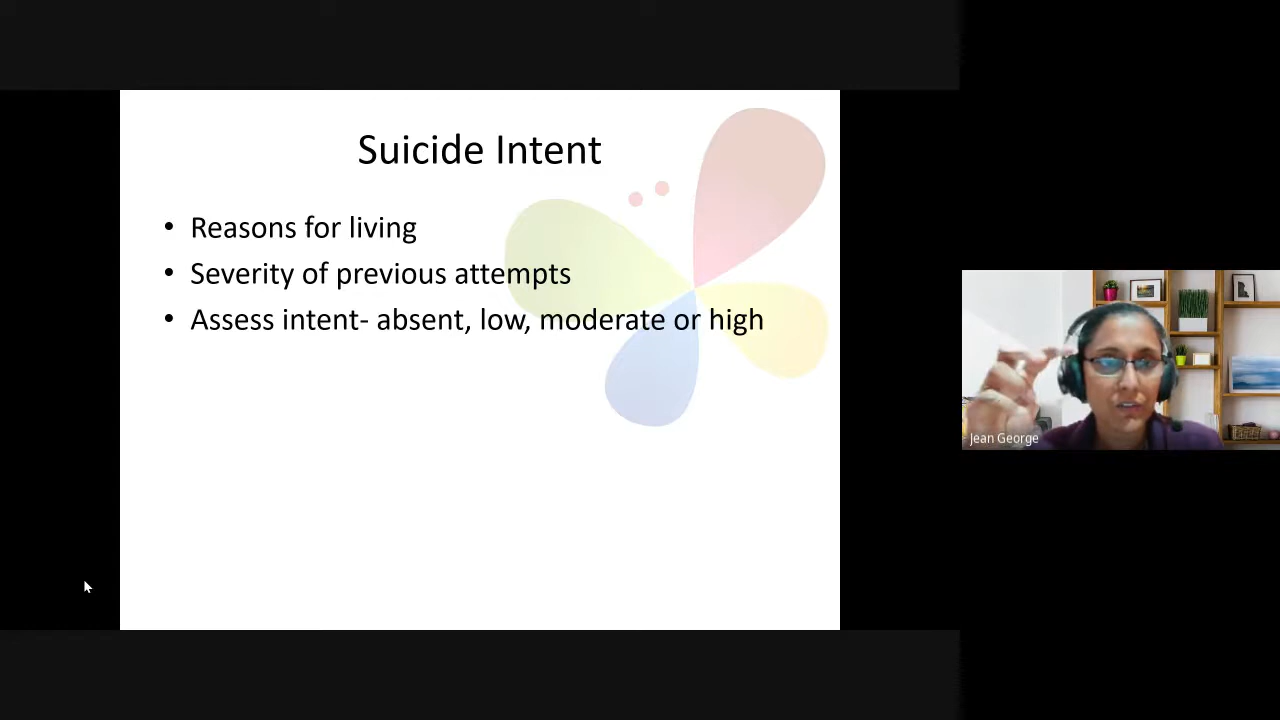 Suicide Intent
• Reasons for living
• Severity of previous attempts
• Assess intent- absent, low, moderate or high
Jean George